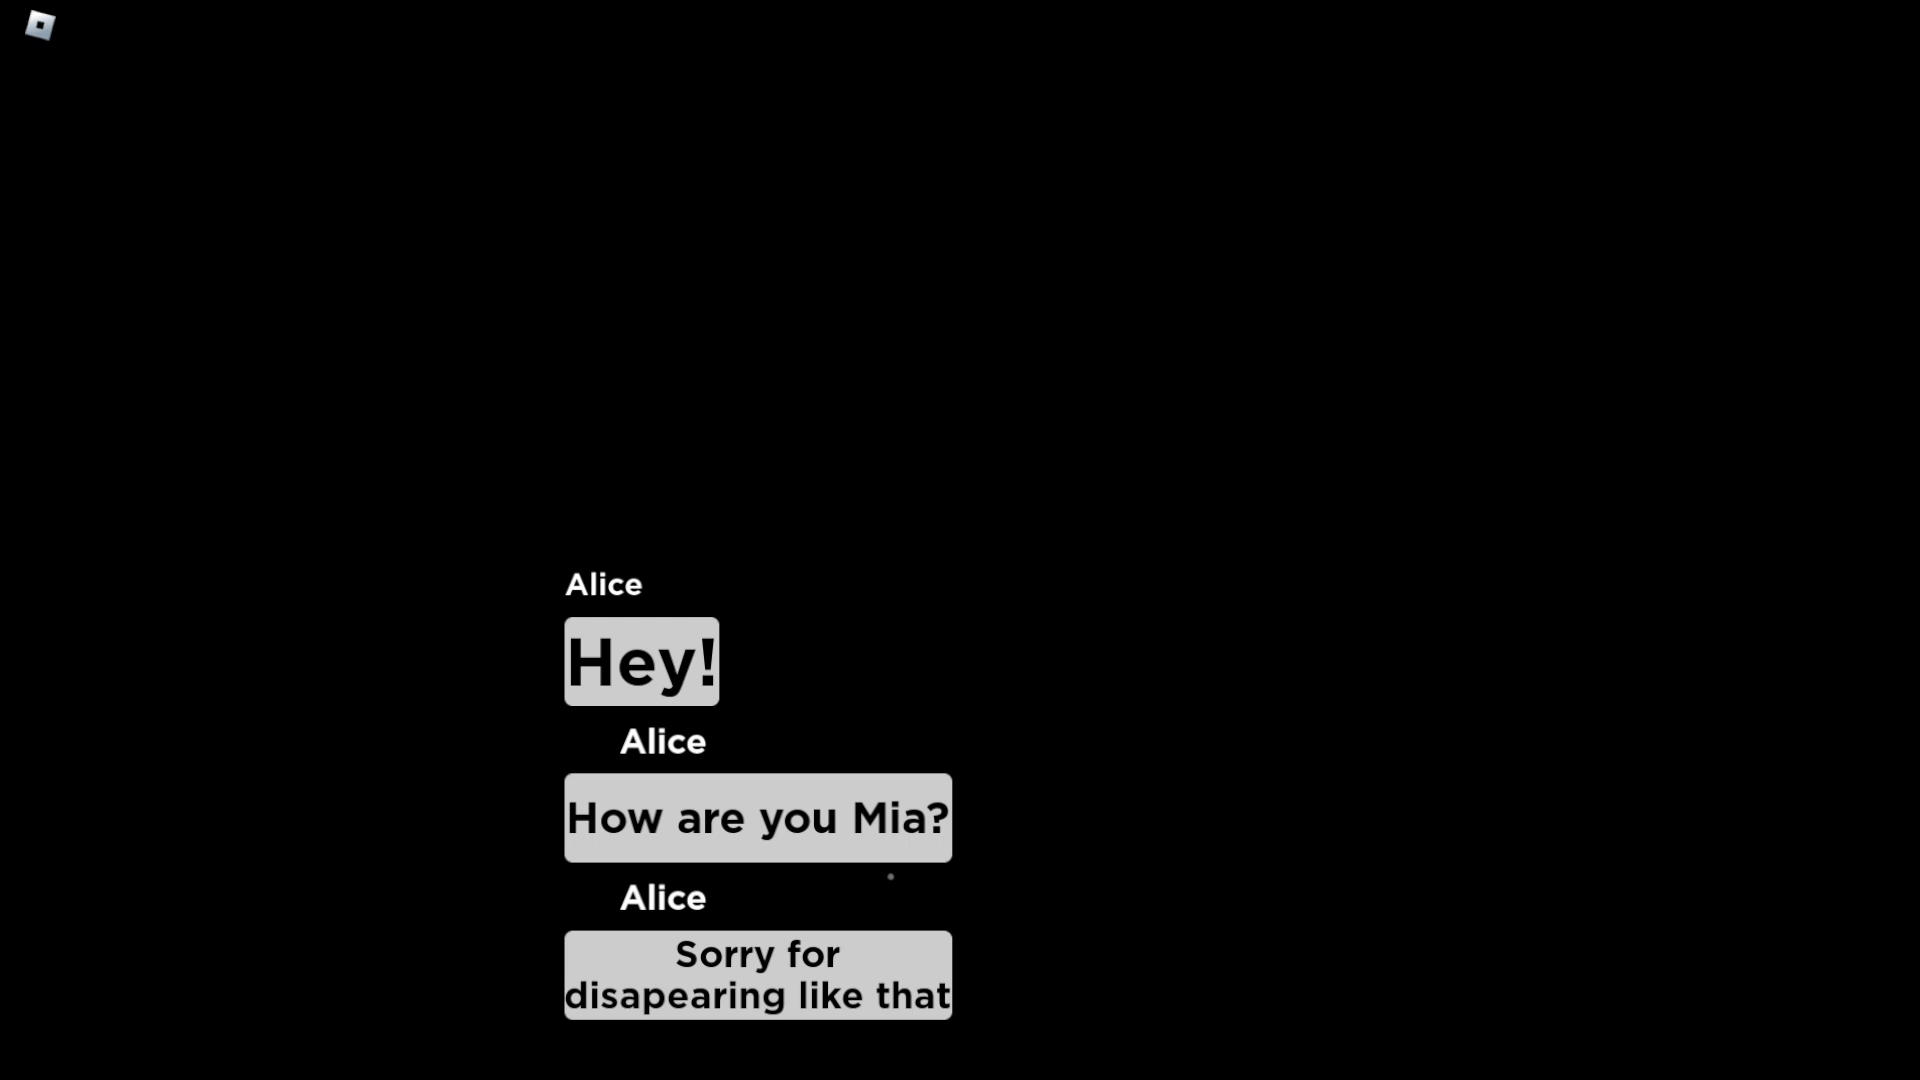 Alice
Hey!
Alice
How are you Mia?
Alice
Sorry for
disapearing like that